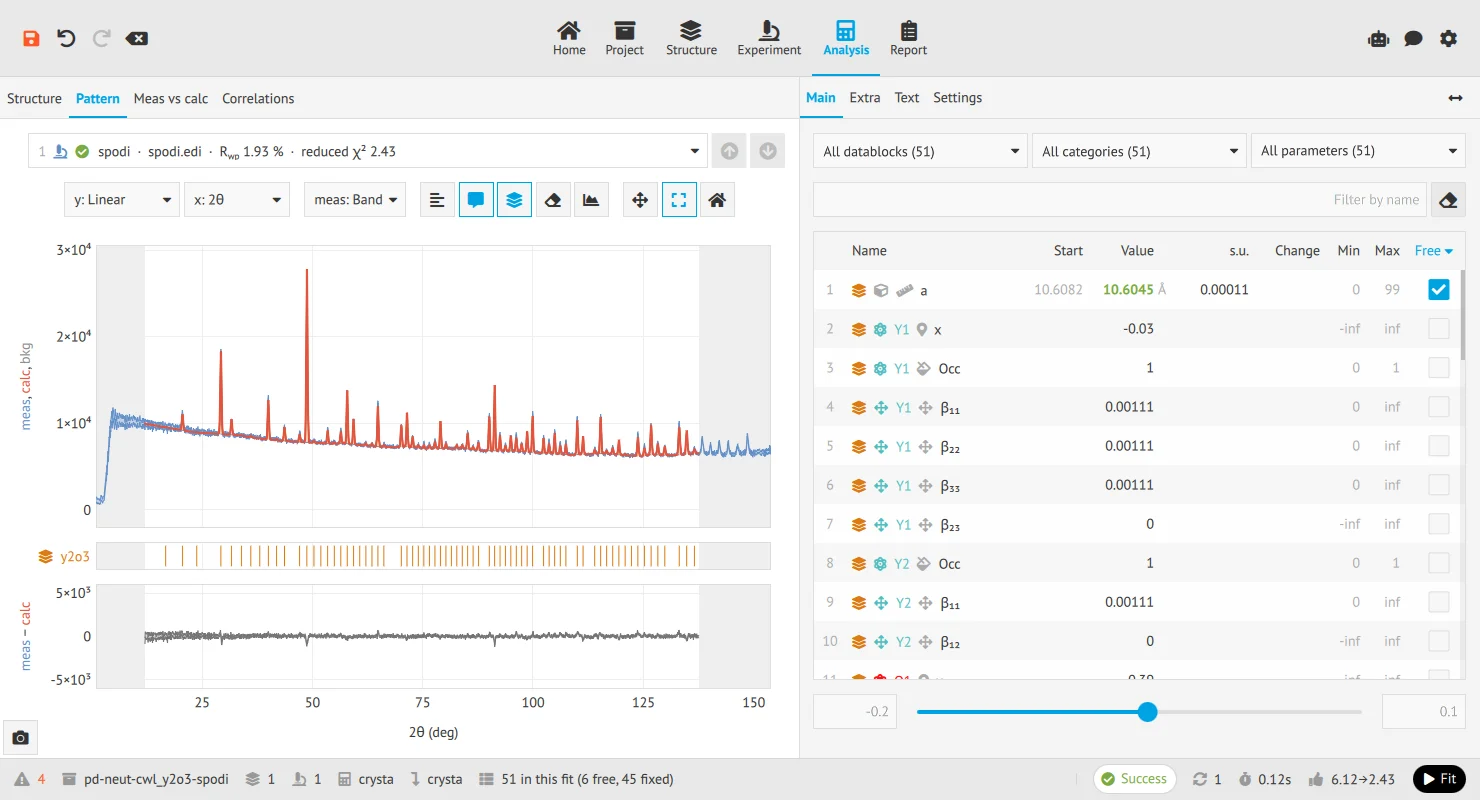 Home Project Structure Experiment Analysis Report
Structure Pattern Meas vs calc Correlations
Main Extra Text Settings
1 spodi · spodi.edi · Rwp 1.93 % · reduced χ² 2.43
All datablocks (51) All categories (51) All parameters (51)
y: Linear x: 2θ meas: Band
Filter by name
meas, calc, bkg
3×10⁴
2×10⁴
1×10⁴
0
y2o3
meas − calc
5×10³
0
-5×10³
25 50 75 100 125 150
2θ (deg)
Name Start Value s.u. Change Min Max Free
1 a 10.6082 10.6045 Å 0.00011 0 99
2 Y1 x -0.03 -inf inf
3 Y1 Occ 1 0 1
4 Y1 β₁₁ 0.00111 0 inf
5 Y1 β₂₂ 0.00111 0 inf
6 Y1 β₃₃ 0.00111 0 inf
7 Y1 β₂₃ 0 -inf inf
8 Y2 Occ 1 0 1
9 Y2 β₁₁ 0.00111 0 inf
10 Y2 β₁₂ 0 -inf inf
-0.2 0.1
4 pd-neut-cwl_y2o3-spodi 1 1 crysta crysta 51 in this fit (6 free, 45 fixed)
Success 1 0.12s 6.12→2.43 Fit